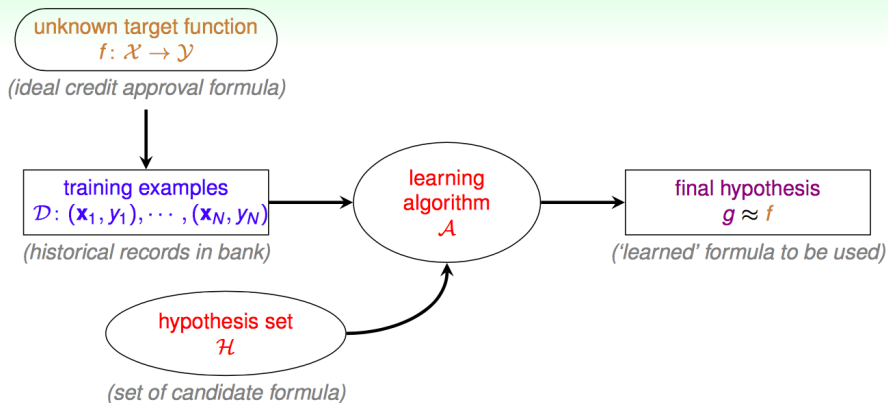 unknown target function
f: 𝒳 → 𝒴
(ideal credit approval formula)
training examples
𝒟: (x₁, y₁), ⋯ , (x_N, y_N)
(historical records in bank)
learning
algorithm
𝒜
final hypothesis
g ≈ f
(‘learned’ formula to be used)
hypothesis set
ℋ
(set of candidate formula)